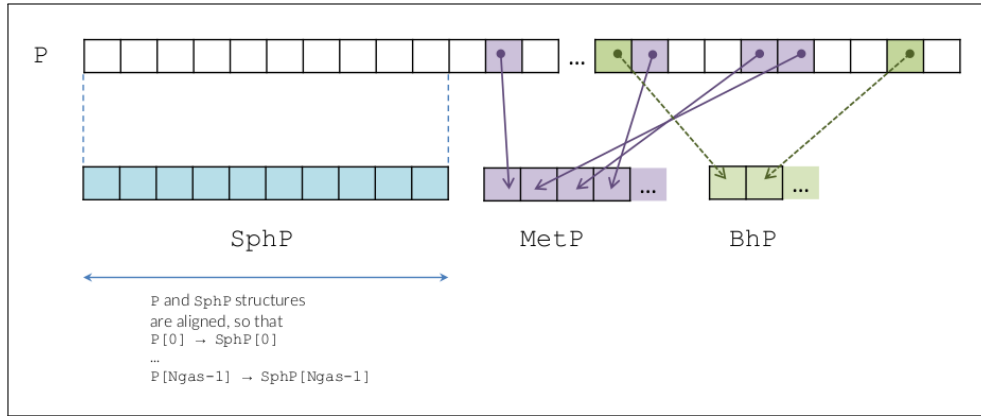 P
...
...
...
SphP
MetP
BhP
P and SphP structures
are aligned, so that
P[0] → SphP[0]
…
P[Ngas-1] → SphP[Ngas-1]